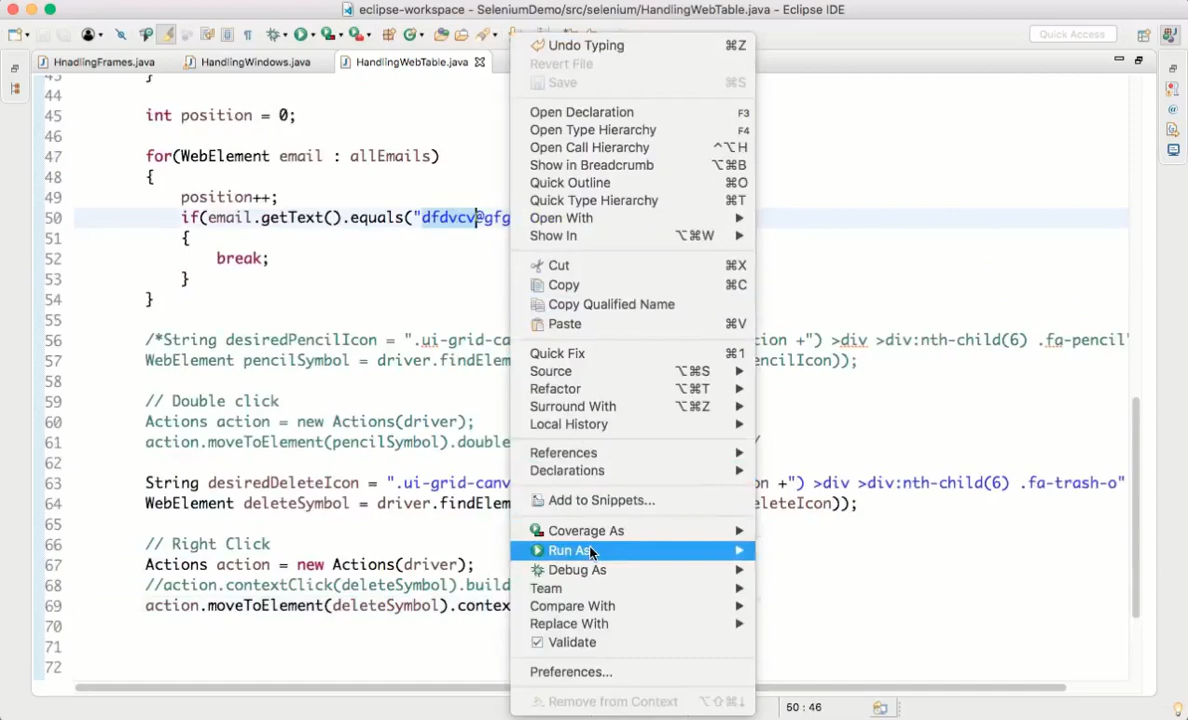 eclipse-workspace - SeleniumDemo/src/selenium/HandlingWebTable.java - Eclipse IDE
Quick Access
HnadlingFrames.java
HandlingWindows.java
HandlingWebTable.java
43 }
44
45 int position = 0;
46
47 for(WebElement email : allEmails)
48 {
49 position++;
50 if(email.getText().equals("dfdvcv@gfg
51 {
52 break;
53 }
54 }
55
56 /*String desiredPencilIcon = ".ui-grid-can ion +") >div >div:nth-child(6) .fa-pencil"
57 WebElement pencilSymbol = driver.findElem ncilIcon));
58
59 // Double click
60 Actions action = new Actions(driver);
61 action.moveToElement(pencilSymbol).double /
62
63 String desiredDeleteIcon = ".ui-grid-canv on +") >div >div:nth-child(6) .fa-trash-o"
64 WebElement deleteSymbol = driver.findElem eleteIcon));
65
66 // Right Click
67 Actions action = new Actions(driver);
68 //action.contextClick(deleteSymbol).build
69 action.moveToElement(deleteSymbol).contex
70
71
72
Undo Typing ⌘Z
Revert File
Save ⌘S
Open Declaration F3
Open Type Hierarchy F4
Open Call Hierarchy ^⌥H
Show in Breadcrumb ⌥⌘B
Quick Outline ⌘O
Quick Type Hierarchy ⌘T
Open With
Show In ⌥⌘W
Cut ⌘X
Copy ⌘C
Copy Qualified Name
Paste ⌘V
Quick Fix ⌘1
Source ⌥⌘S
Refactor ⌥⌘T
Surround With ⌥⌘Z
Local History
References
Declarations
Add to Snippets...
Coverage As
Run As
Debug As
Team
Compare With
Replace With
Validate
Preferences...
Remove from Context ⌥⇧⌘↓
50 : 46